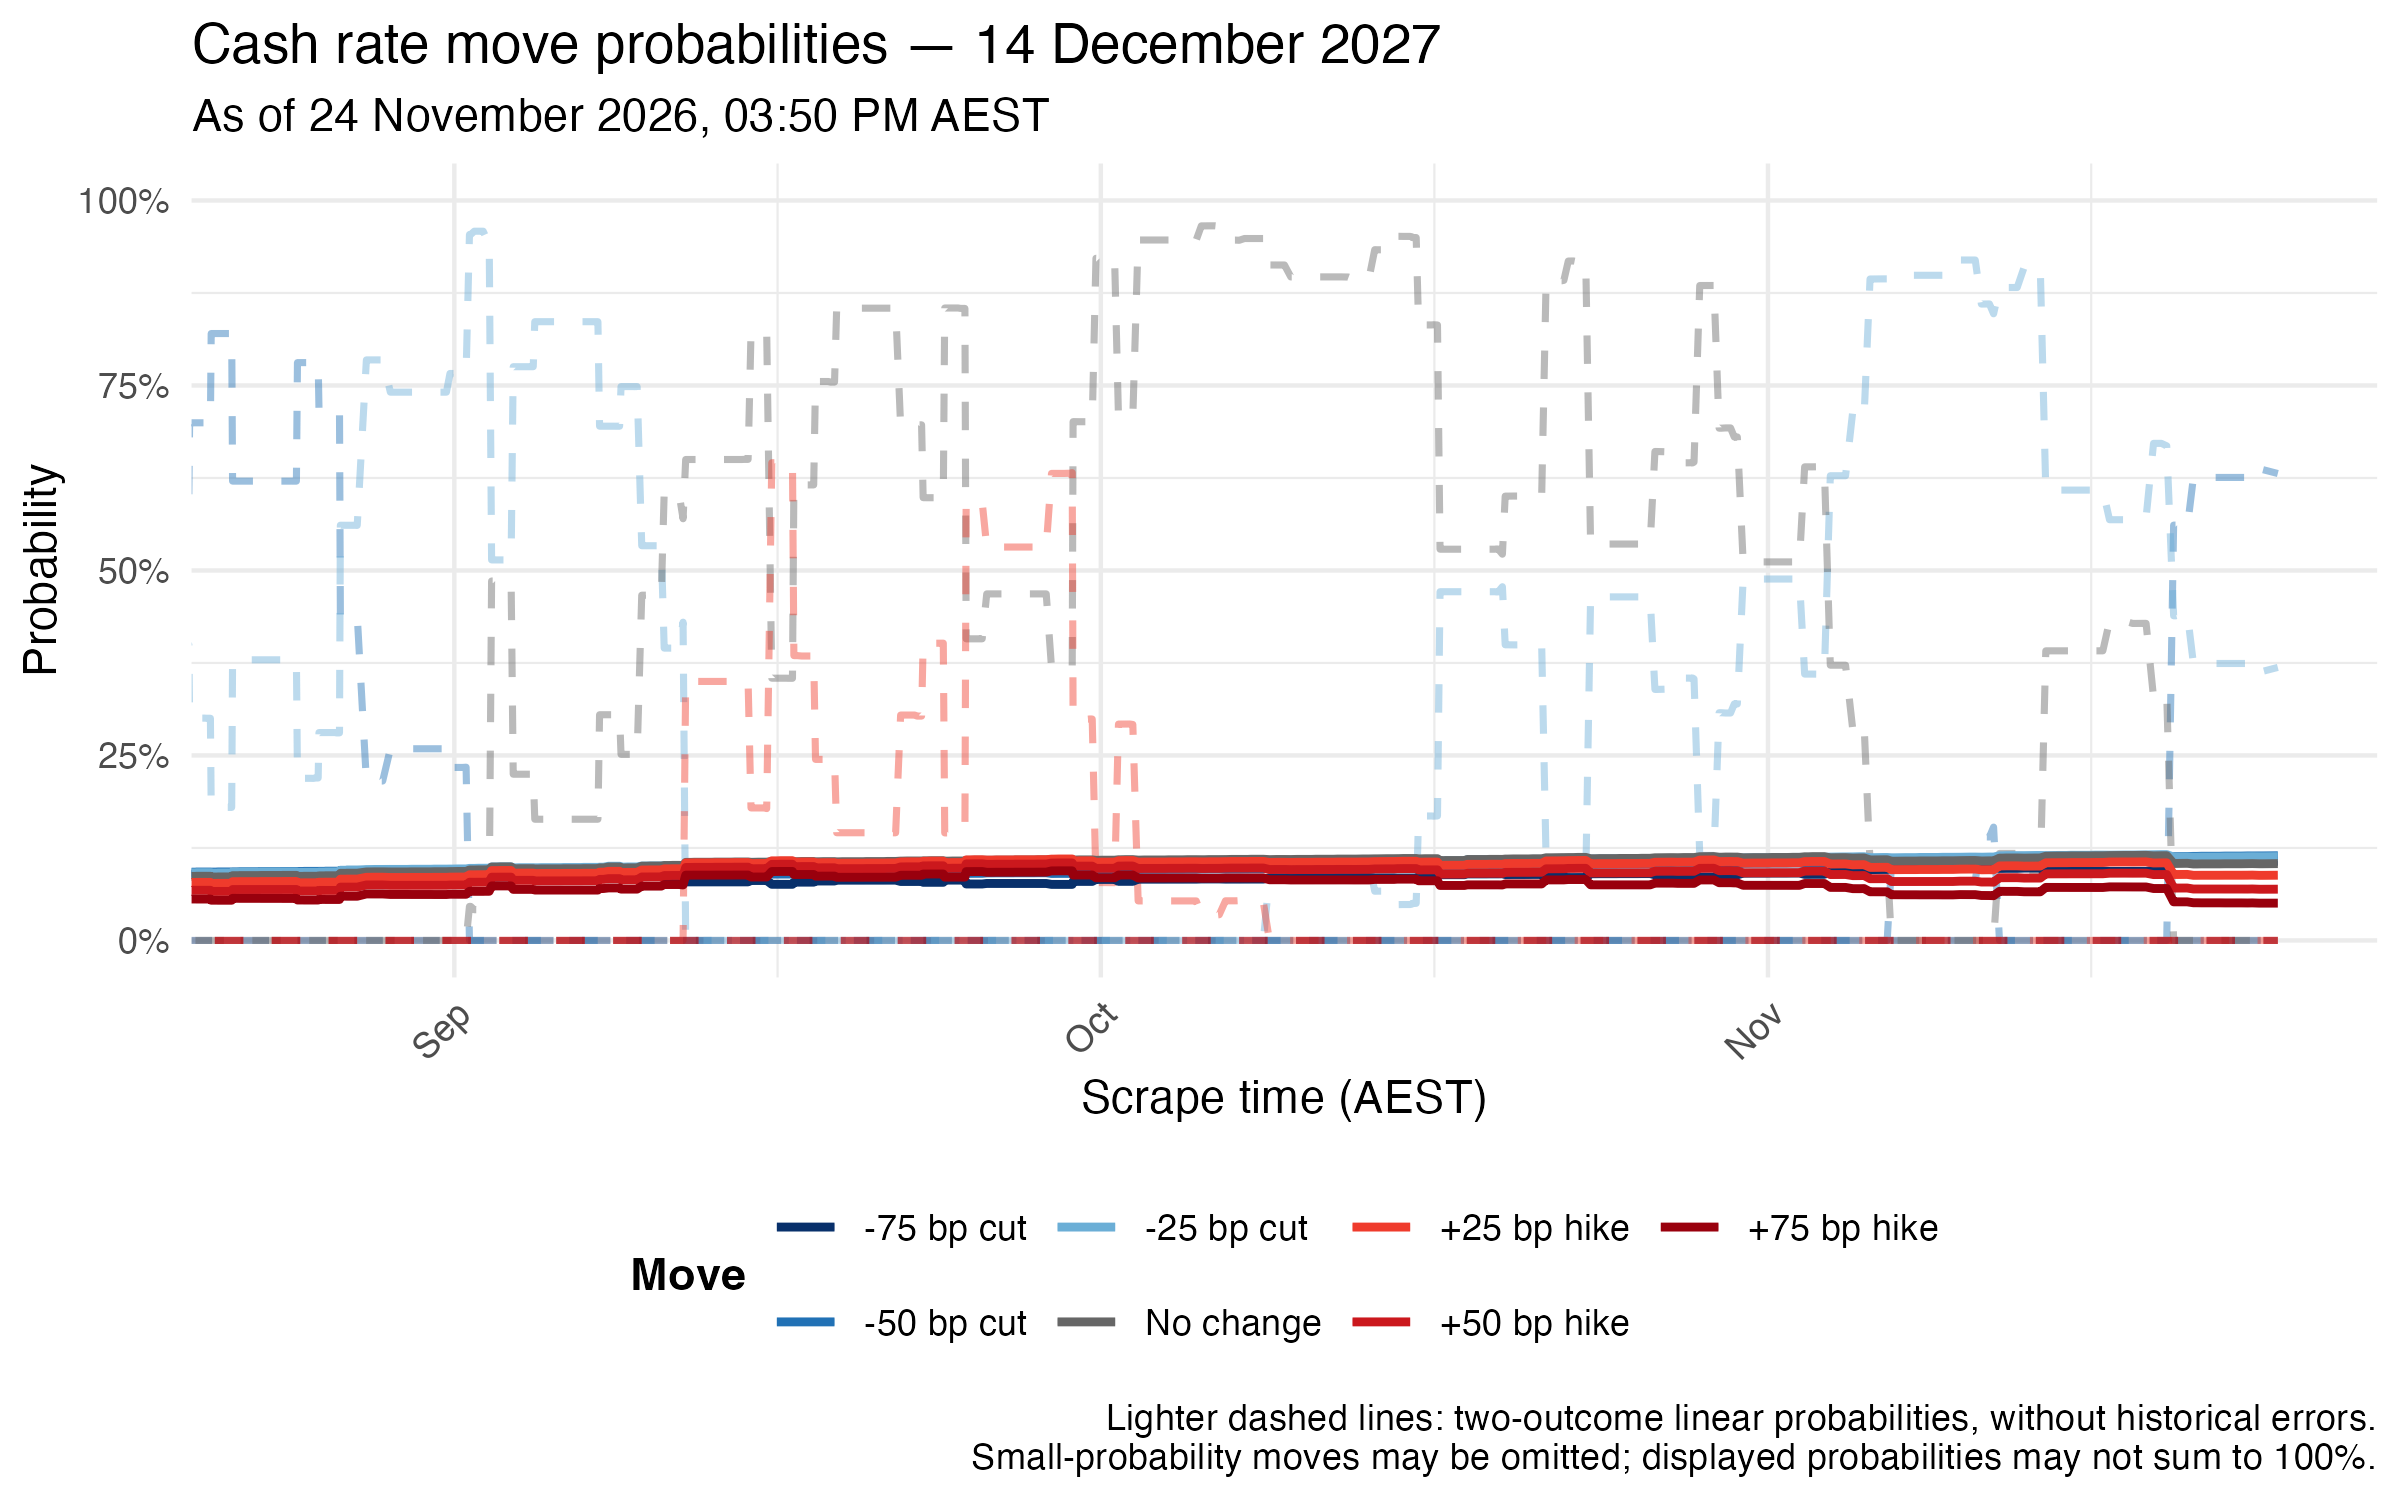 Cash rate move probabilities — 14 December 2027
As of 24 November 2026, 03:50 PM AEST
Probability
100%
75%
50%
25%
0%
Sep
Oct
Nov
Scrape time (AEST)
Move
-75 bp cut
-25 bp cut
+25 bp hike
+75 bp hike
-50 bp cut
No change
+50 bp hike
Lighter dashed lines: two-outcome linear probabilities, without historical errors.
Small-probability moves may be omitted; displayed probabilities may not sum to 100%.